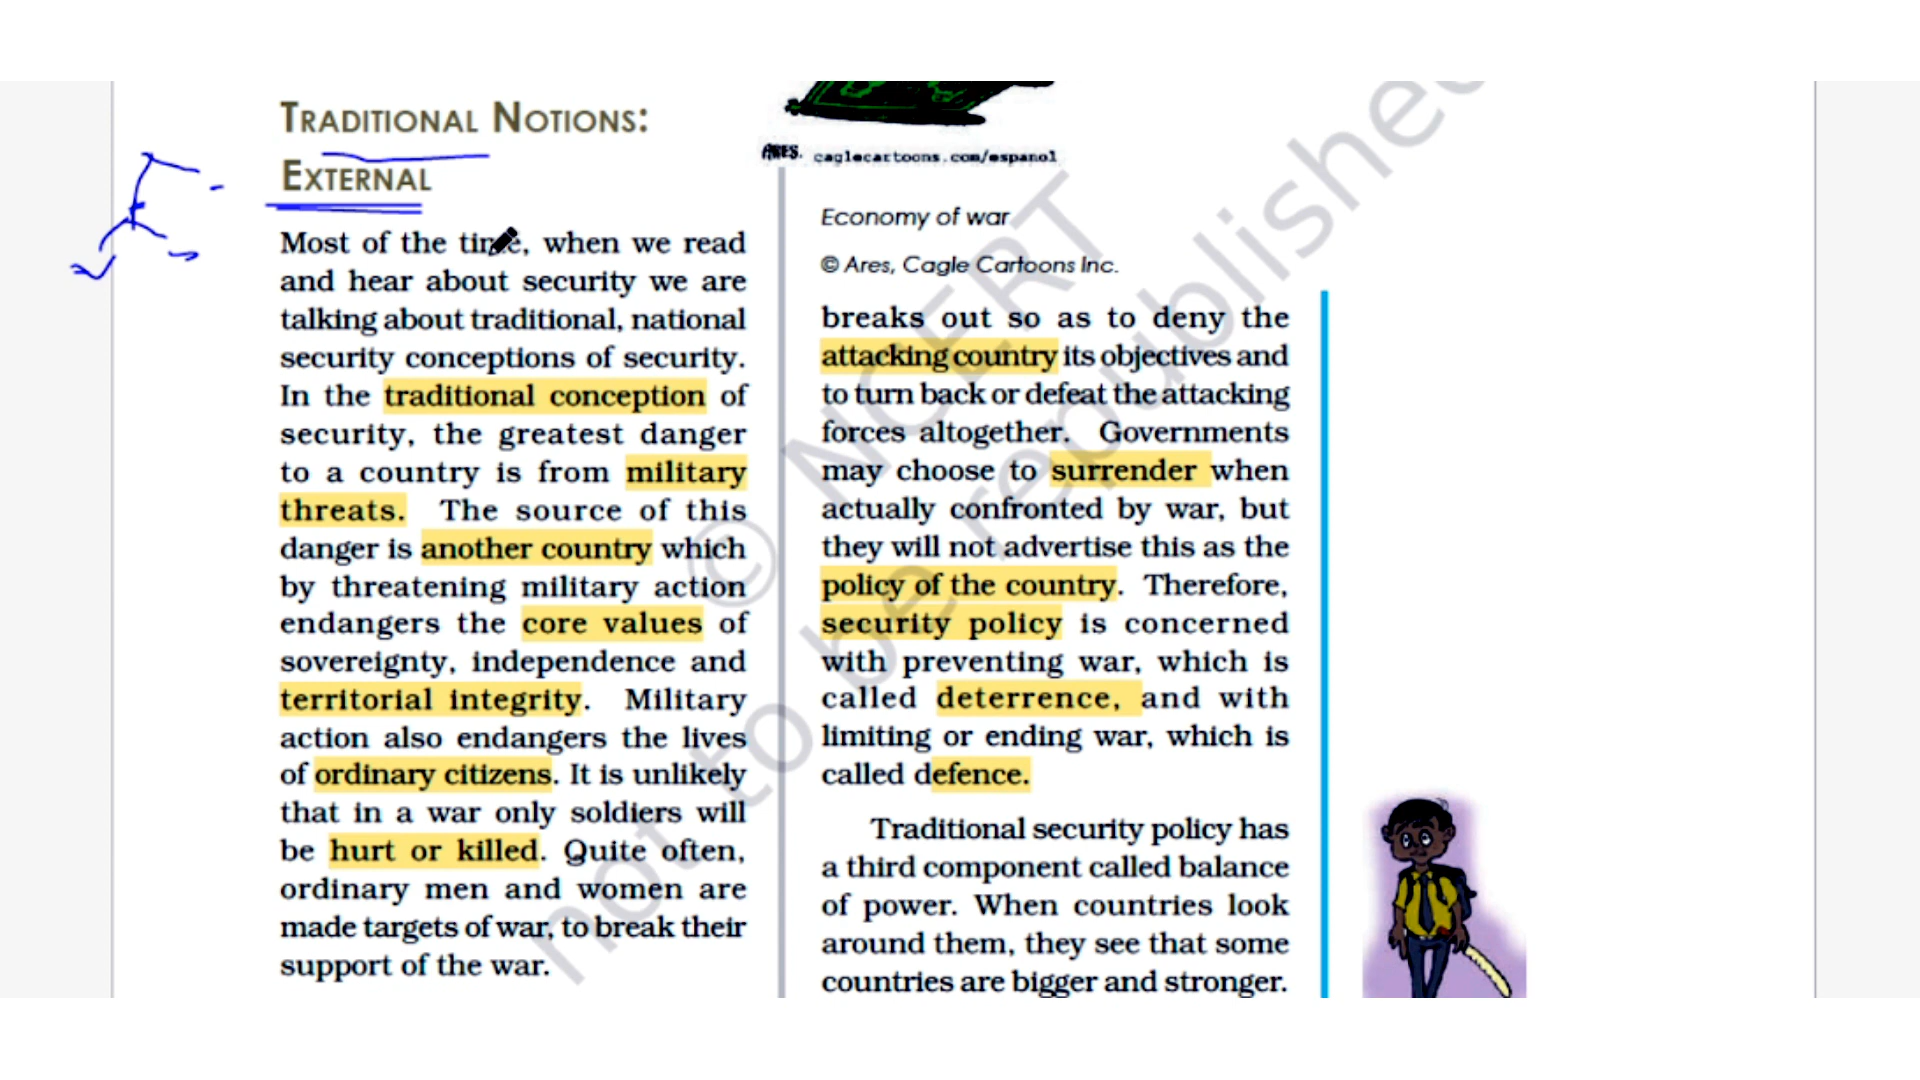 TRADITIONAL NOTIONS:
EXTERNAL
Most of the time, when we read
and hear about security we are
talking about traditional, national
security conceptions of security.
In the traditional conception of
security, the greatest danger
to a country is from military
threats. The source of this
danger is another country which
by threatening military action
endangers the core values of
sovereignty, independence and
territorial integrity. Military
action also endangers the lives
of ordinary citizens. It is unlikely
that in a war only soldiers will
be hurt or killed. Quite often,
ordinary men and women are
made targets of war, to break their
support of the war.
ARES. caglecartoons.com/espanol
Economy of war
© Ares, Cagle Cartoons Inc.
breaks out so as to deny the
attacking country its objectives and
to turn back or defeat the attacking
forces altogether. Governments
may choose to surrender when
actually confronted by war, but
they will not advertise this as the
policy of the country. Therefore,
security policy is concerned
with preventing war, which is
called deterrence, and with
limiting or ending war, which is
called defence.
Traditional security policy has
a third component called balance
of power. When countries look
around them, they see that some
countries are bigger and stronger.
© NCERT
not to be republished